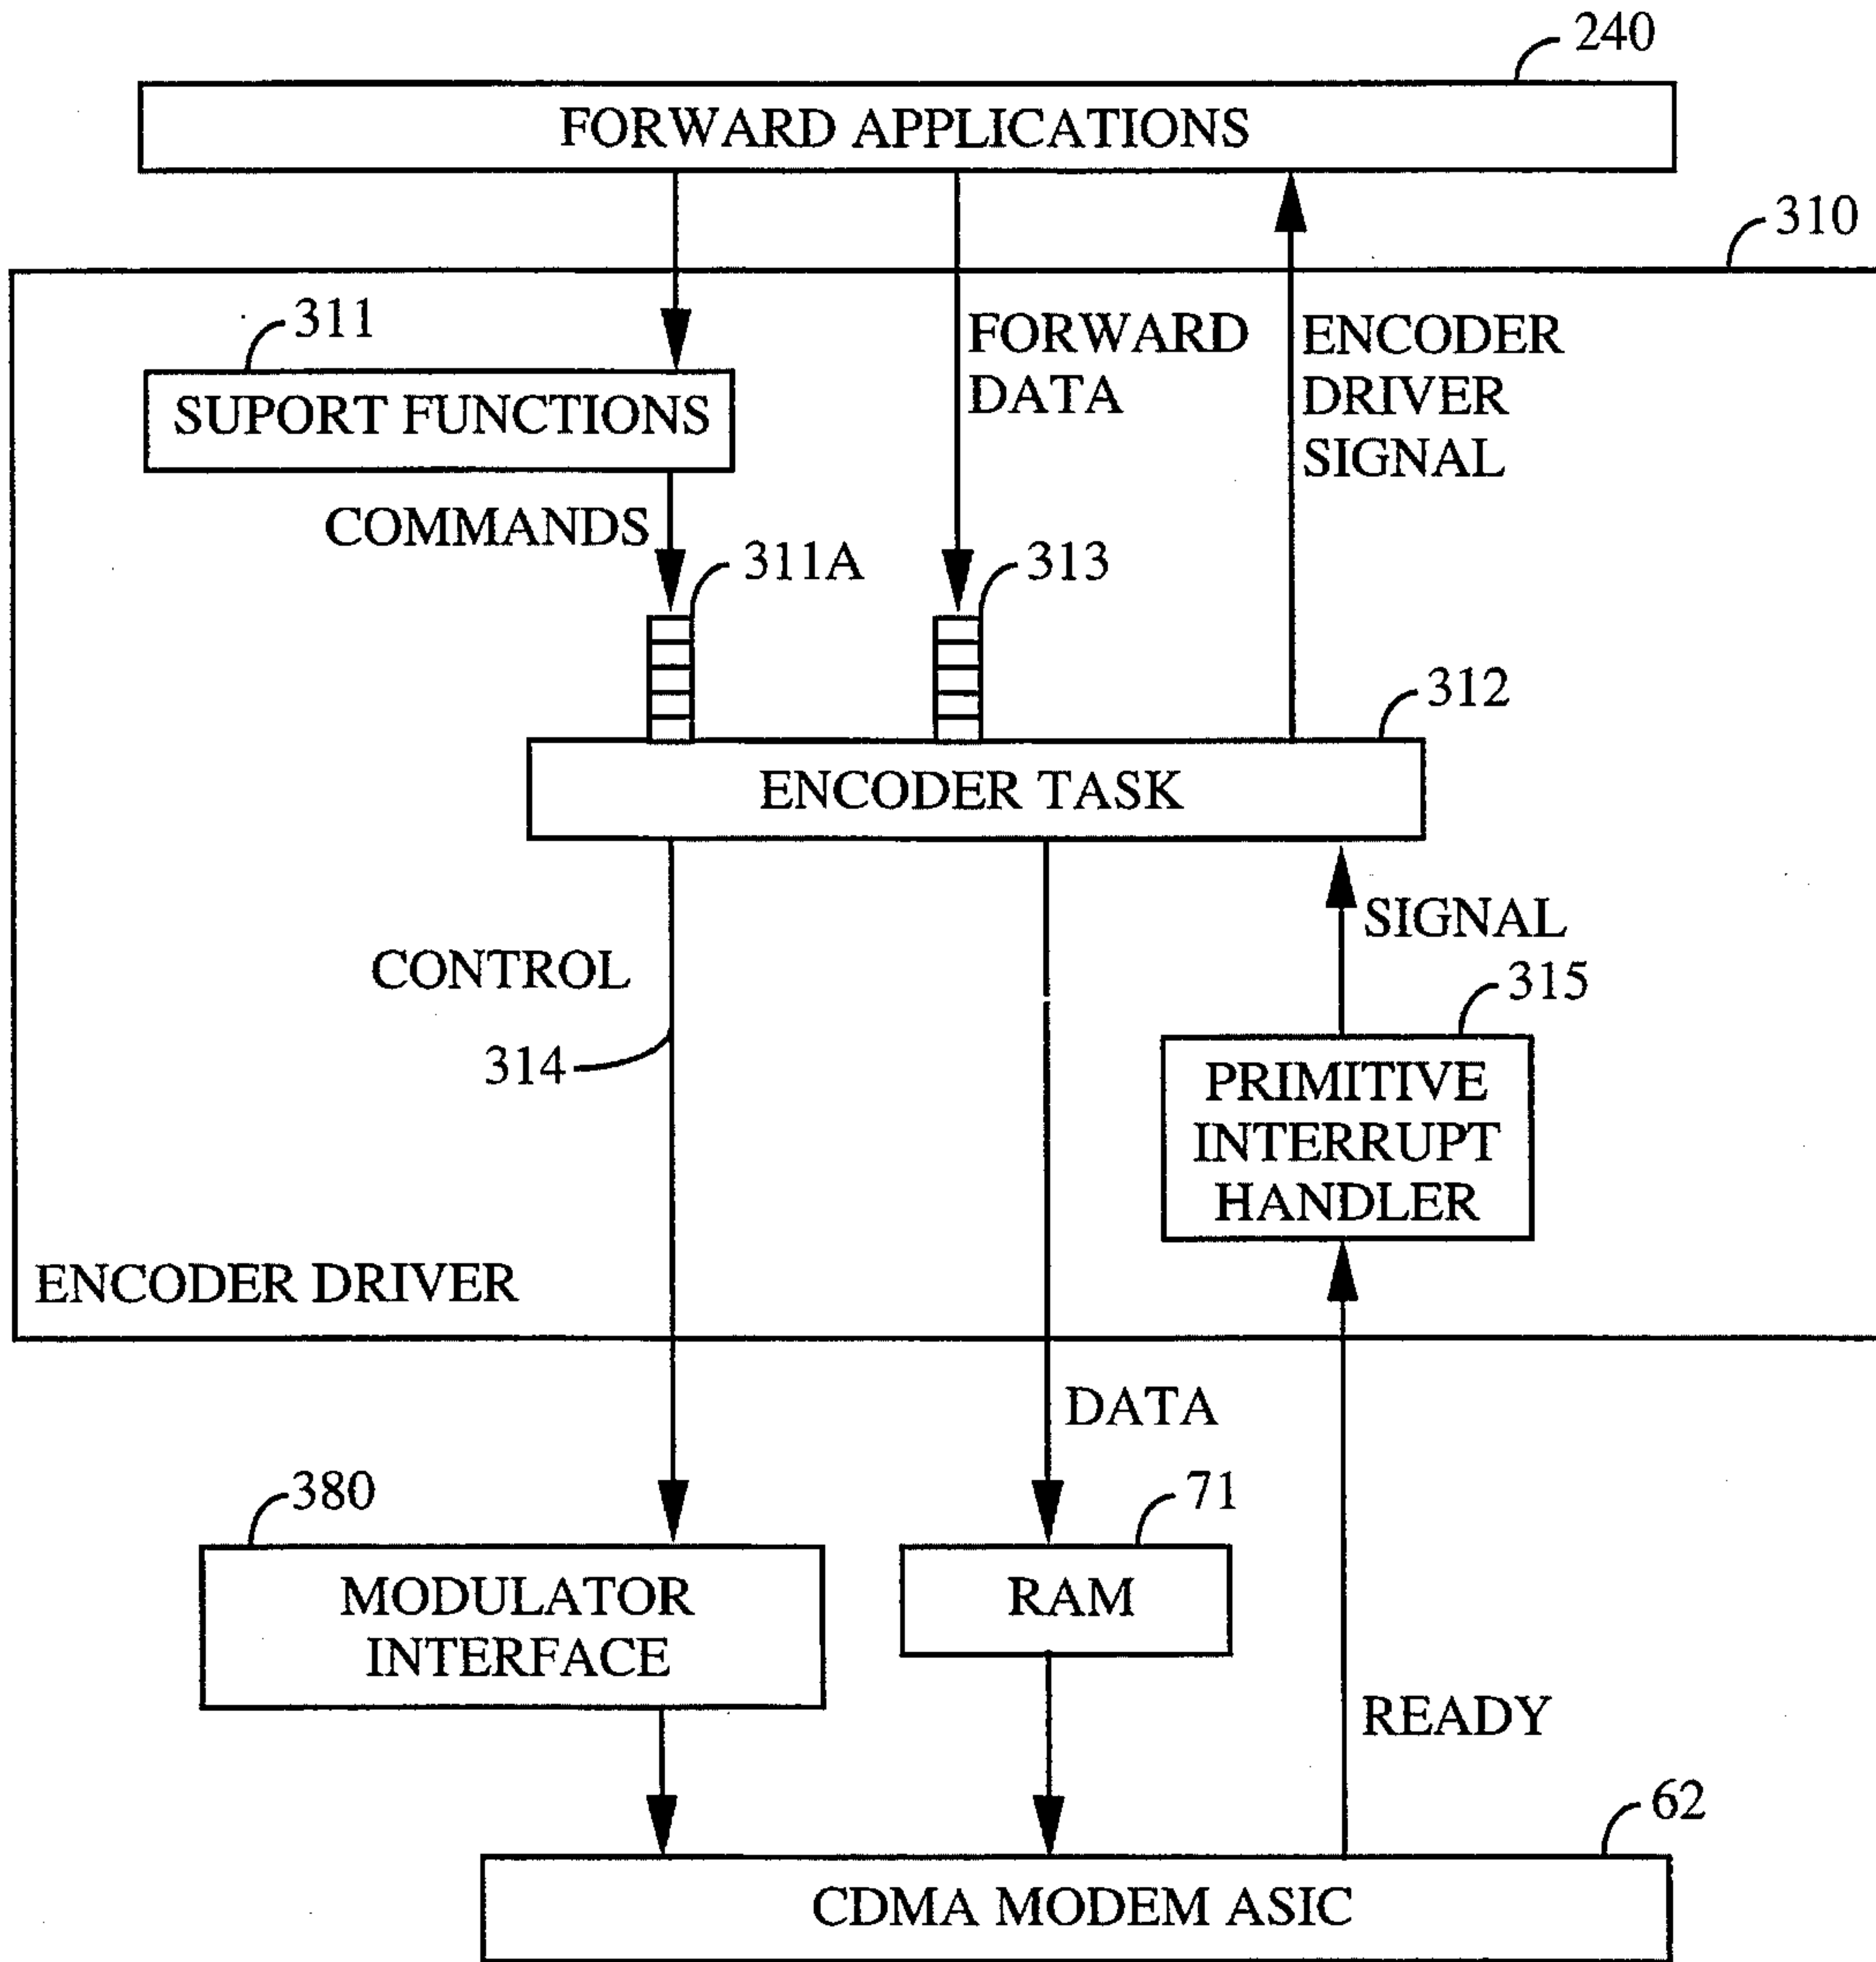 240
FORWARD APPLICATIONS
310
311
SUPORT FUNCTIONS
FORWARD
DATA
ENCODER
DRIVER
SIGNAL
COMMANDS
311A
313
312
ENCODER TASK
SIGNAL
CONTROL
315
314
PRIMITIVE
INTERRUPT
HANDLER
ENCODER DRIVER
DATA
380
71
MODULATOR
INTERFACE
RAM
READY
62
CDMA MODEM ASIC